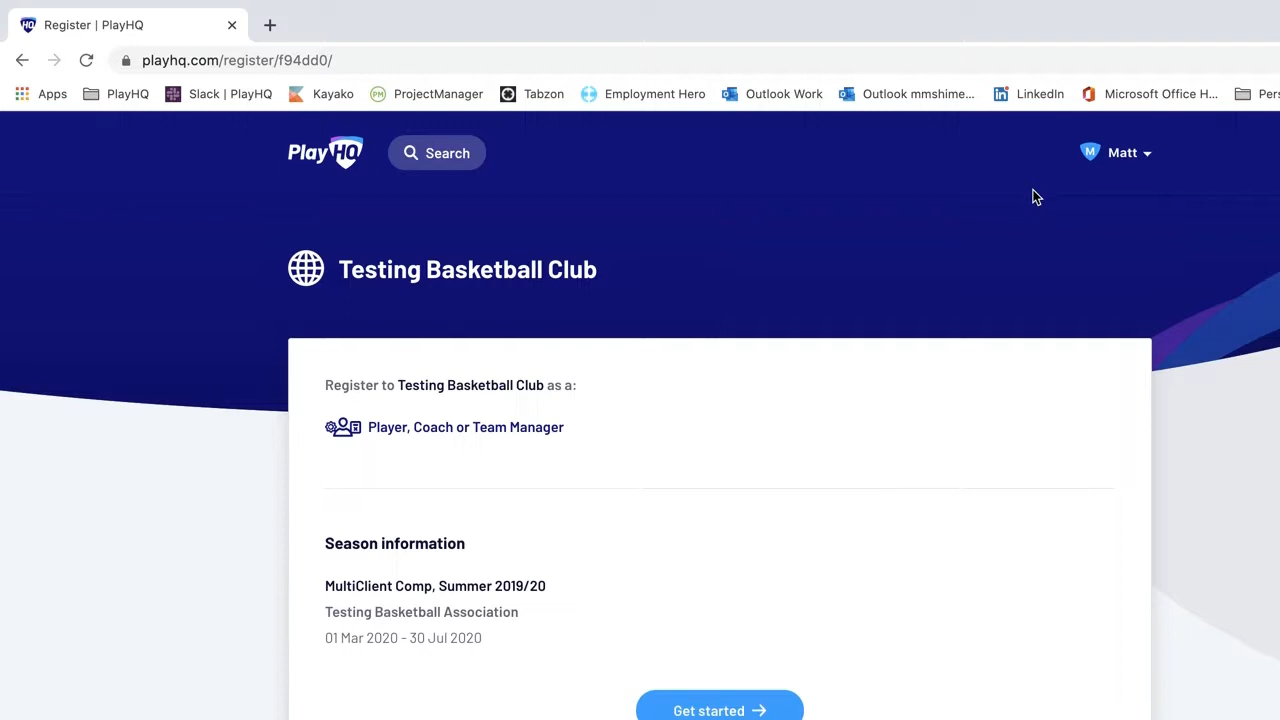 Register | PlayHQ
playhq.com/register/f94dd0/
Apps PlayHQ Slack | PlayHQ Kayako PM ProjectManager Tabzon Employment Hero Outlook Work Outlook mmshime... LinkedIn Microsoft Office H... Pers
PlayHQ Search M Matt
Testing Basketball Club
Register to Testing Basketball Club as a:
Player, Coach or Team Manager
Season information
MultiClient Comp, Summer 2019/20
Testing Basketball Association
01 Mar 2020 - 30 Jul 2020
Get started